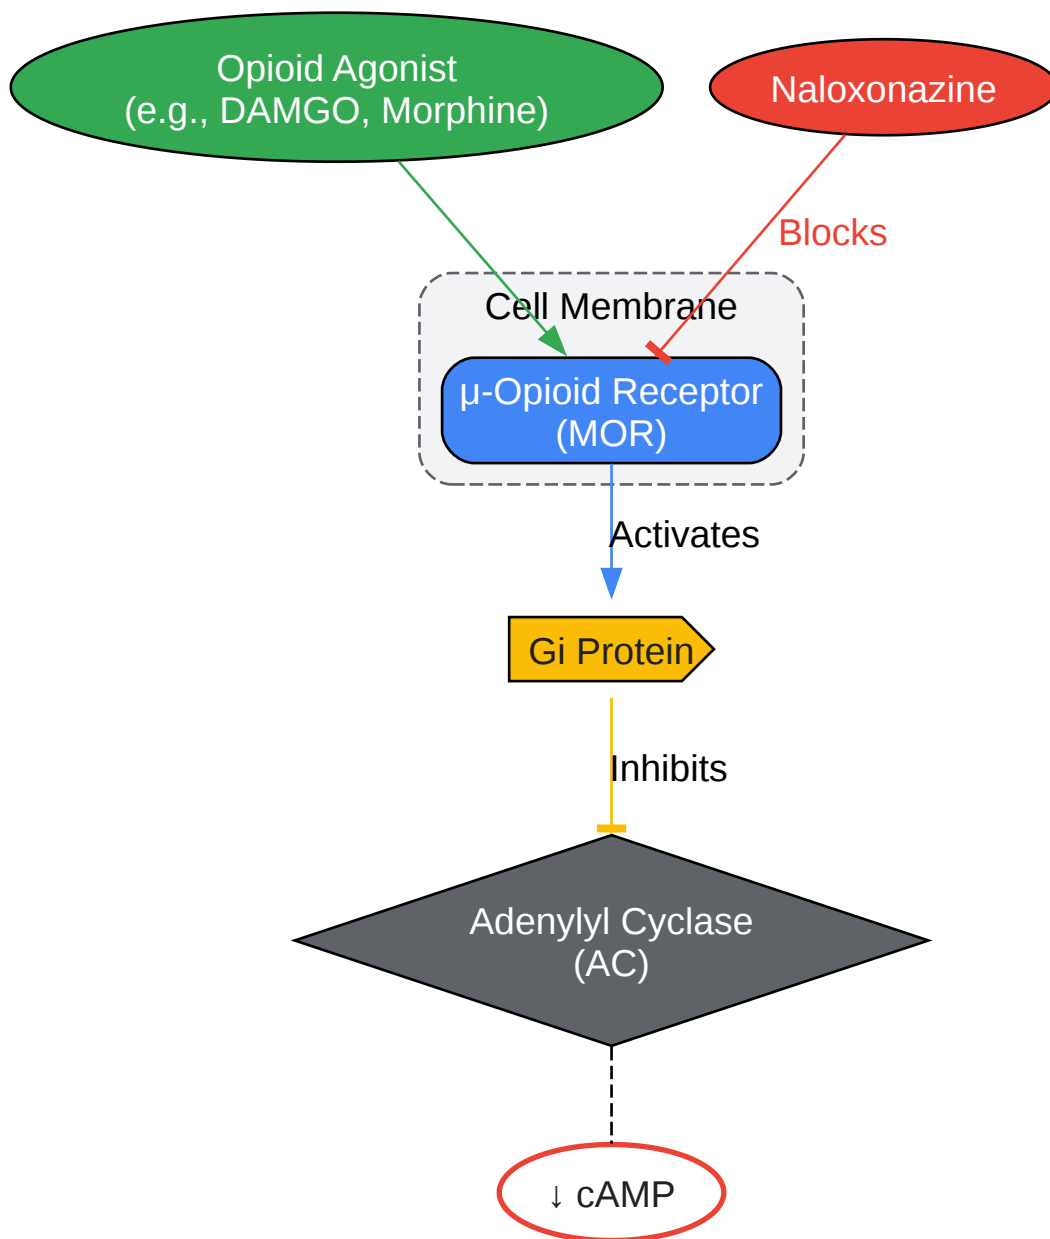 Opioid Agonist
(e.g., DAMGO, Morphine)
Naloxonazine
Blocks
Cell Membrane
μ-Opioid Receptor
(MOR)
Activates
Gi Protein
Inhibits
Adenylyl Cyclase
(AC)
↓ cAMP